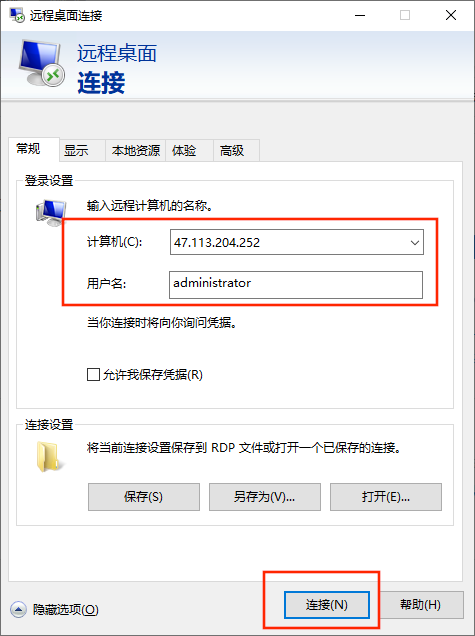 远程桌面连接
远程桌面
连接
常规 显示 本地资源 体验 高级
登录设置
输入远程计算机的名称。
计算机(C): 47.113.204.252
用户名: administrator
当你连接时将向你询问凭据。
允许我保存凭据(R)
连接设置
将当前连接设置保存到 RDP 文件或打开一个已保存的连接。
保存(S) 另存为(V)... 打开(E)...
隐藏选项(O) 连接(N) 帮助(H)